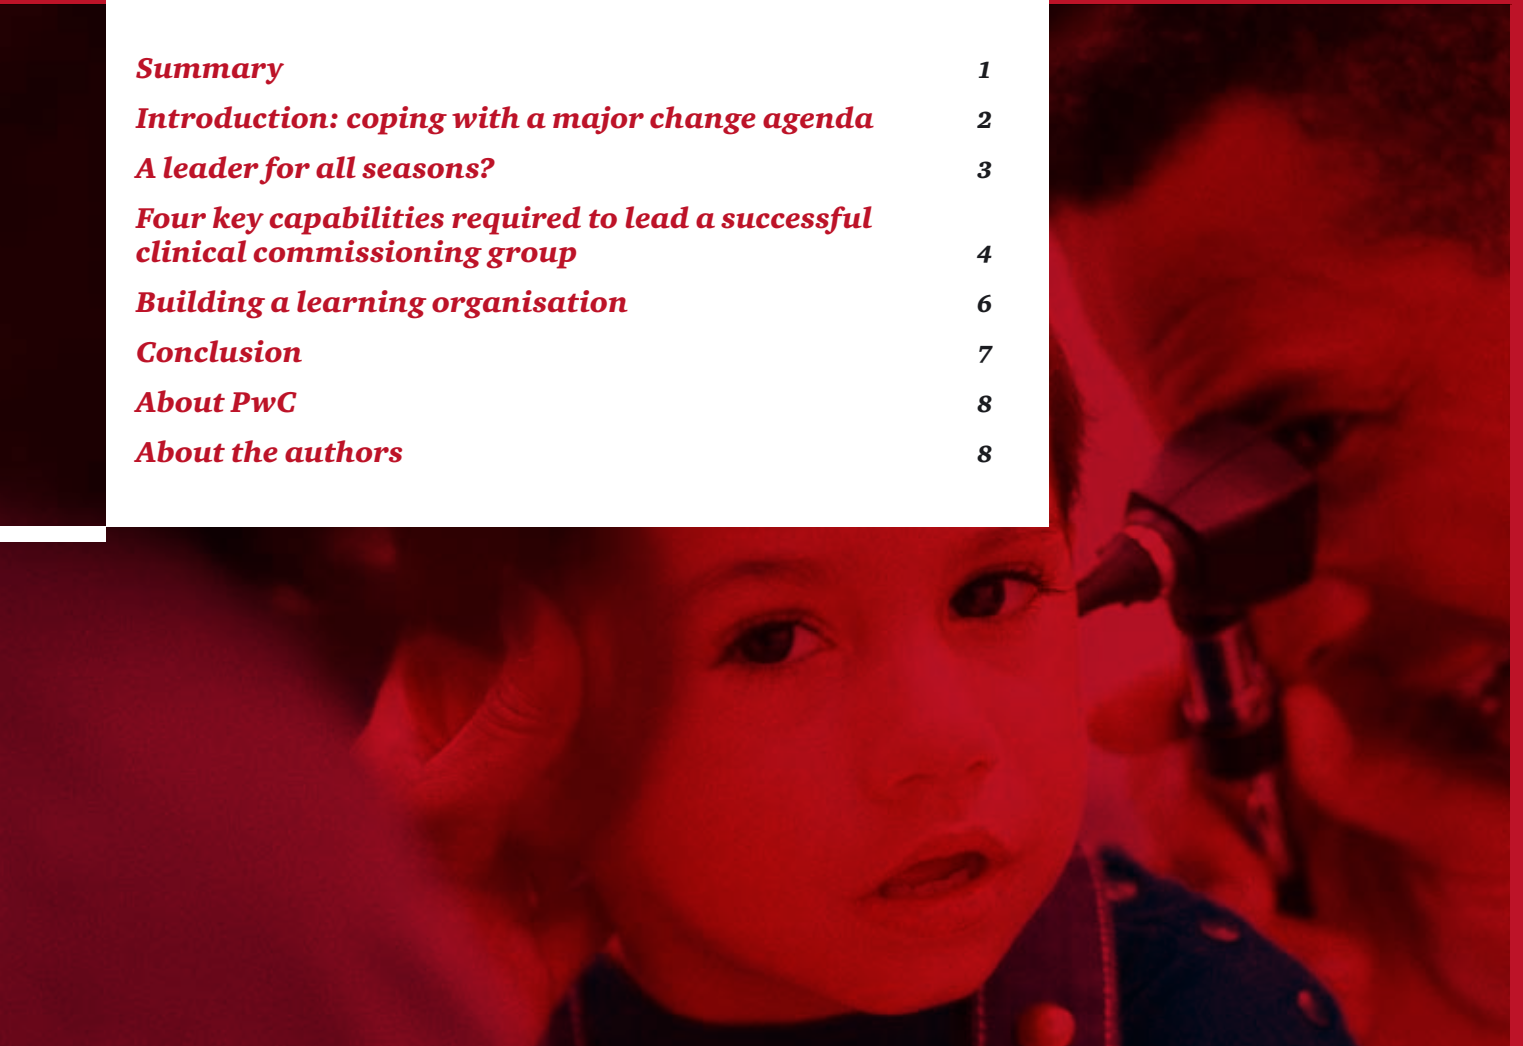 Summary 1
Introduction: coping with a major change agenda 2
A leader for all seasons? 3
Four key capabilities required to lead a successful
clinical commissioning group 4
Building a learning organisation 6
Conclusion 7
About PwC 8
About the authors 8